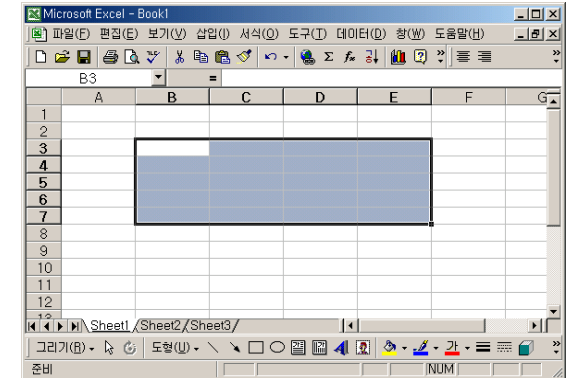 Microsoft Excel - Book1
파일(F) 편집(E) 보기(V) 삽입(I) 서식(O) 도구(T) 데이터(D) 창(W) 도움말(H)
B3 =
A B C D E F G
1
2
3
4
5
6
7
8
9
10
11
12
13
Sheet1 Sheet2 Sheet3
그리기(R) 도형(U) 가
준비 NUM